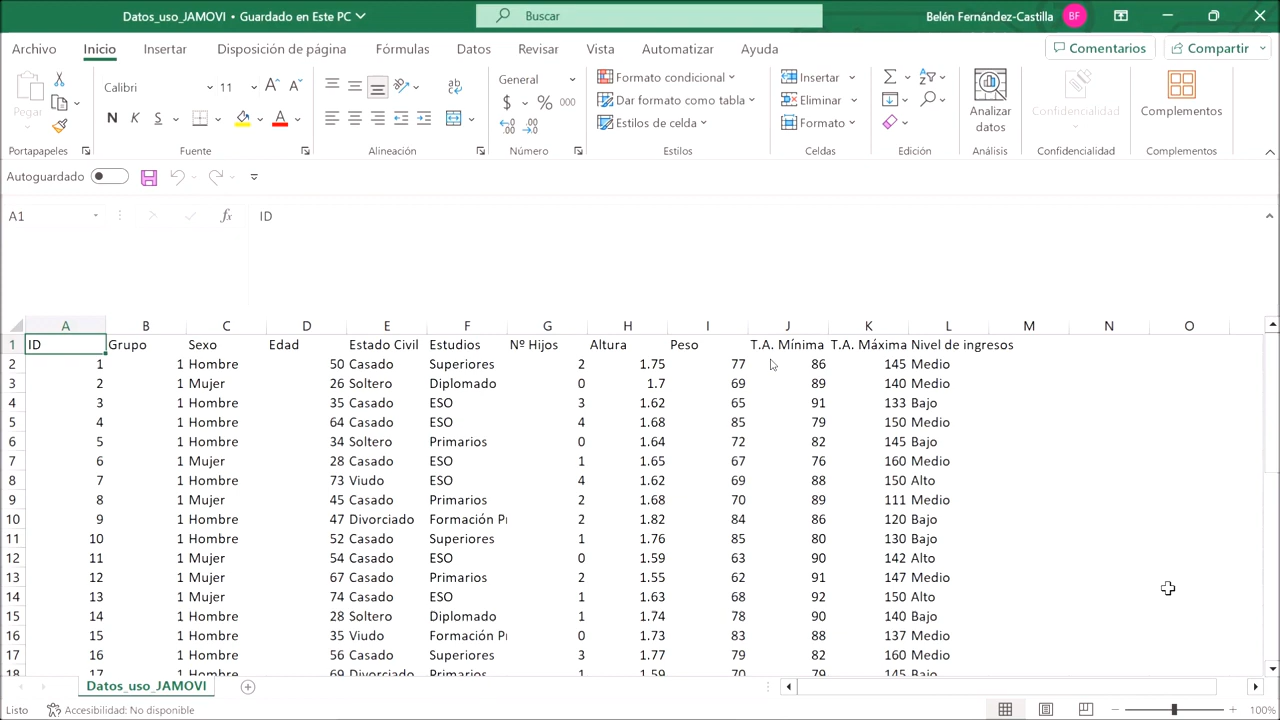 Datos_uso_JAMOVI • Guardado en Este PC
Buscar
Belén Fernández-Castilla
BF
Archivo Inicio Insertar Disposición de página Fórmulas Datos Revisar Vista Automatizar Ayuda
Comentarios
Compartir
Pegar
Portapapeles
Calibri 11
N K S
Fuente
Alineación
General
$ % 000
Número
Formato condicional
Dar formato como tabla
Estilos de celda
Estilos
Insertar
Eliminar
Formato
Celdas
Edición
Analizar datos
Análisis
Confidencialidad
Confidencialidad
Complementos
Complementos
Autoguardado
A1 fx ID
A B C D E F G H I J K L M N O
1 ID Grupo Sexo Edad Estado Civil Estudios Nº Hijos Altura Peso T.A. Mínima T.A. Máxima Nivel de ingresos
2 1 1 Hombre 50 Casado Superiores 2 1.75 77 86 145 Medio
3 2 1 Mujer 26 Soltero Diplomado 0 1.7 69 89 140 Medio
4 3 1 Hombre 35 Casado ESO 3 1.62 65 91 133 Bajo
5 4 1 Hombre 64 Casado ESO 4 1.68 85 79 150 Medio
6 5 1 Hombre 34 Soltero Primarios 0 1.64 72 82 145 Bajo
7 6 1 Mujer 28 Casado ESO 1 1.65 67 76 160 Medio
8 7 1 Hombre 73 Viudo ESO 4 1.62 69 88 150 Alto
9 8 1 Mujer 45 Casado Primarios 2 1.68 70 89 111 Medio
10 9 1 Hombre 47 Divorciado Formación Pr 2 1.82 84 86 120 Bajo
11 10 1 Hombre 52 Casado Superiores 1 1.76 85 80 130 Bajo
12 11 1 Mujer 54 Casado ESO 0 1.59 63 90 142 Alto
13 12 1 Mujer 67 Casado Primarios 2 1.55 62 91 147 Medio
14 13 1 Mujer 74 Casado ESO 1 1.63 68 92 150 Alto
15 14 1 Hombre 28 Soltero Diplomado 1 1.74 78 90 140 Bajo
16 15 1 Hombre 35 Viudo Formación Pr 0 1.73 83 88 137 Medio
17 16 1 Hombre 56 Casado Superiores 3 1.77 79 82 160 Medio
18 17 1 Hombre 69 Divorciado Primarios 1 1.59 70 79 145 Bajo
Datos_uso_JAMOVI
Listo
Accesibilidad: No disponible
100%